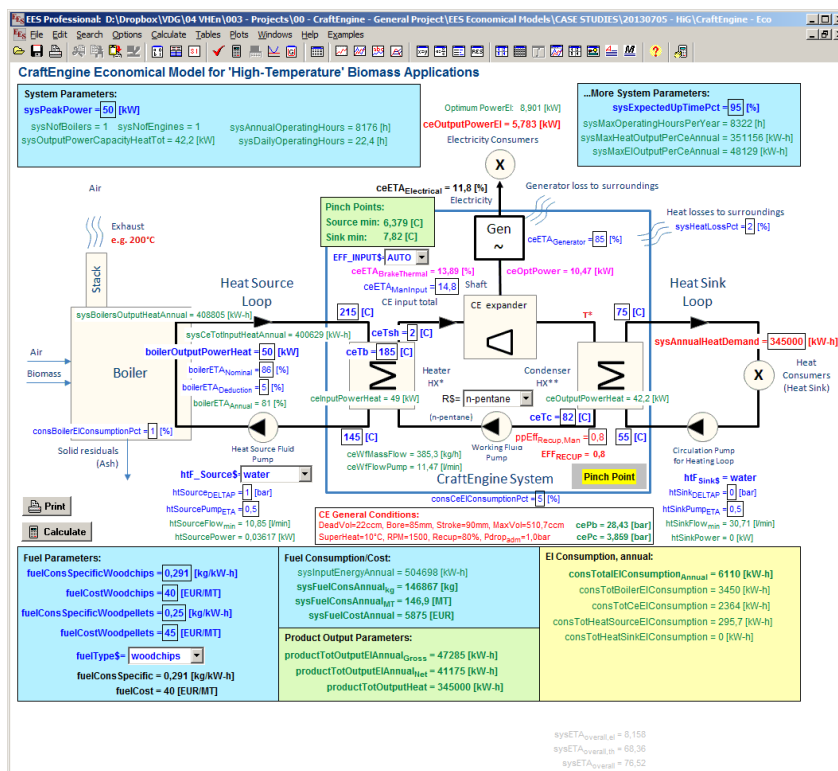 EES Professional: D:\Dropbox\VDG\04 VHEn\003 - Projects\00 - CraftEngine - General Project\EES Economical Models\CASE STUDIES\20130705 - HiG\CraftEngine - Eco
File Edit Search Options Calculate Tables Plots Windows Help Examples
CraftEngine Economical Model for 'High-Temperature' Biomass Applications
System Parameters:
sysPeakPower = 50 [kW]
sysNofBoilers = 1 sysNofEngines = 1
sysAnnualOperatingHours = 8176 [h]
sysOutputPowerCapacityHeatTot = 42,2 [kW]
sysDailyOperatingHours = 22,4 [h]
Optimum PowerEl: 8,901 [kW]
ceOutputPowerEl = 5,783 [kW]
Electricity Consumers
X
...More System Parameters:
sysExpectedUpTimePct = 95 [%]
sysMaxOperatingHoursPerYear = 8322 [h]
sysMaxHeatOutputPerCeAnnual = 351156 [kW-h]
sysMaxElOutputPerCeAnnual = 48129 [kW-h]
Air
Exhaust
e.g. 200°C
Stack
ceETAElectrical = 11,8 [%]
Electricity
Generator loss to surroundings
Pinch Points:
Source min: 6,379 [C]
Sink min: 7,82 [C]
Gen
~
ceETAGenerator = 85 [%]
Heat losses to surroundings
sysHeatLossPct = 2 [%]
EFF_INPUT$= AUTO
ceETABrakeThermal = 13,89 [%]
ceOptPower = 10,47 [kW]
ceETAManInput = 14,8
Shaft
CE input total
CE expander
Heat Source
Loop
Heat Sink
Loop
sysBoilersOutputHeatAnnual = 408805 [kW-h]
sysCeTotInputHeatAnnual = 400629 [kW-h]
215 [C]
ceTsh = 2 [C]
T*
75 [C]
sysAnnualHeatDemand = 345000 [kW-h]
boilerOutputPowerHeat = 50 [kW]
ceTb = 185 [C]
Air
Biomass
Boiler
boilerETANominal = 86 [%]
boilerETADeduction = 5 [%]
boilerETAAnnual = 81 [%]
M
Heater
HX*
Condenser
HX**
M
X
Heat
Consumers
(Heat Sink)
ceInputPowerHeat = 49 [kW]
R$= n-pentane
(n-pentane)
ceOutputPowerHeat = 42,2 [kW]
ceTc = 82 [C]
consBoilerElConsumptionPct = 1 [%]
145 [C]
ppEffRecup,Man = 0,8
EFFRECUP = 0,8
55 [C]
Solid residuals
(Ash)
Heat Source Fluid
Pump
ceWfMassFlow = 385,3 [kg/h]
ceWfFlowPump = 11,47 [l/min]
Working Fluid
Pump
Circulation Pump
for Heating Loop
htF_Source$= water
CraftEngine System
Pinch Point
htFSink$ = water
consCeElConsumptionPct = 5 [%]
htSourceDELTAP = 1 [bar]
htSourcePumpETA = 0,5
htSourceFlowmin = 10,85 [l/min]
htSourcePower = 0,03617 [kW]
htSinkDELTAP = 0 [bar]
htSinkPumpETA = 0,5
htSinkFlowmin = 30,71 [l/min]
htSinkPower = 0 [kW]
Print
Calculate
CE General Conditions:
DeadVol=22ccm, Bore=85mm, Stroke=90mm, MaxVol=510,7ccm
SuperHeat=10°C, RPM=1500, Recup=80%, Pdropadm=1,0bar
cePb = 28,43 [bar]
cePc = 3,859 [bar]
Fuel Parameters:
fuelConsSpecificWoodchips = 0,291 [kg/kW-h]
fuelCostWoodchips = 40 [EUR/MT]
fuelConsSpecificWoodpellets = 0,25 [kg/kW-h]
fuelCostWoodpellets = 45 [EUR/MT]
fuelType$= woodchips
fuelConsSpecific = 0,291 [kg/kW-h]
fuelCost = 40 [EUR/MT]
Fuel Consumption/Cost:
sysInputEnergyAnnual = 504698 [kW-h]
sysFuelConsAnnualkg = 146867 [kg]
sysFuelConsAnnualMT = 146,9 [MT]
sysFuelCostAnnual = 5875 [EUR]
Product Output Parameters:
productTotOutputElAnnualGross = 47285 [kW-h]
productTotOutputElAnnualNet = 41175 [kW-h]
productTotOutputHeat = 345000 [kW-h]
El Consumption, annual:
consTotalElConsumptionAnnual = 6110 [kW-h]
consTotBoilerElConsumption = 3450 [kW-h]
consTotCeElConsumption = 2364 [kW-h]
consTotHeatSourceElConsumption = 295,7 [kW-h]
consTotHeatSinkElConsumption = 0 [kW-h]
sysETAoverall,el = 8,158
sysETAoverall,th = 68,36
sysETAoverall = 76,52